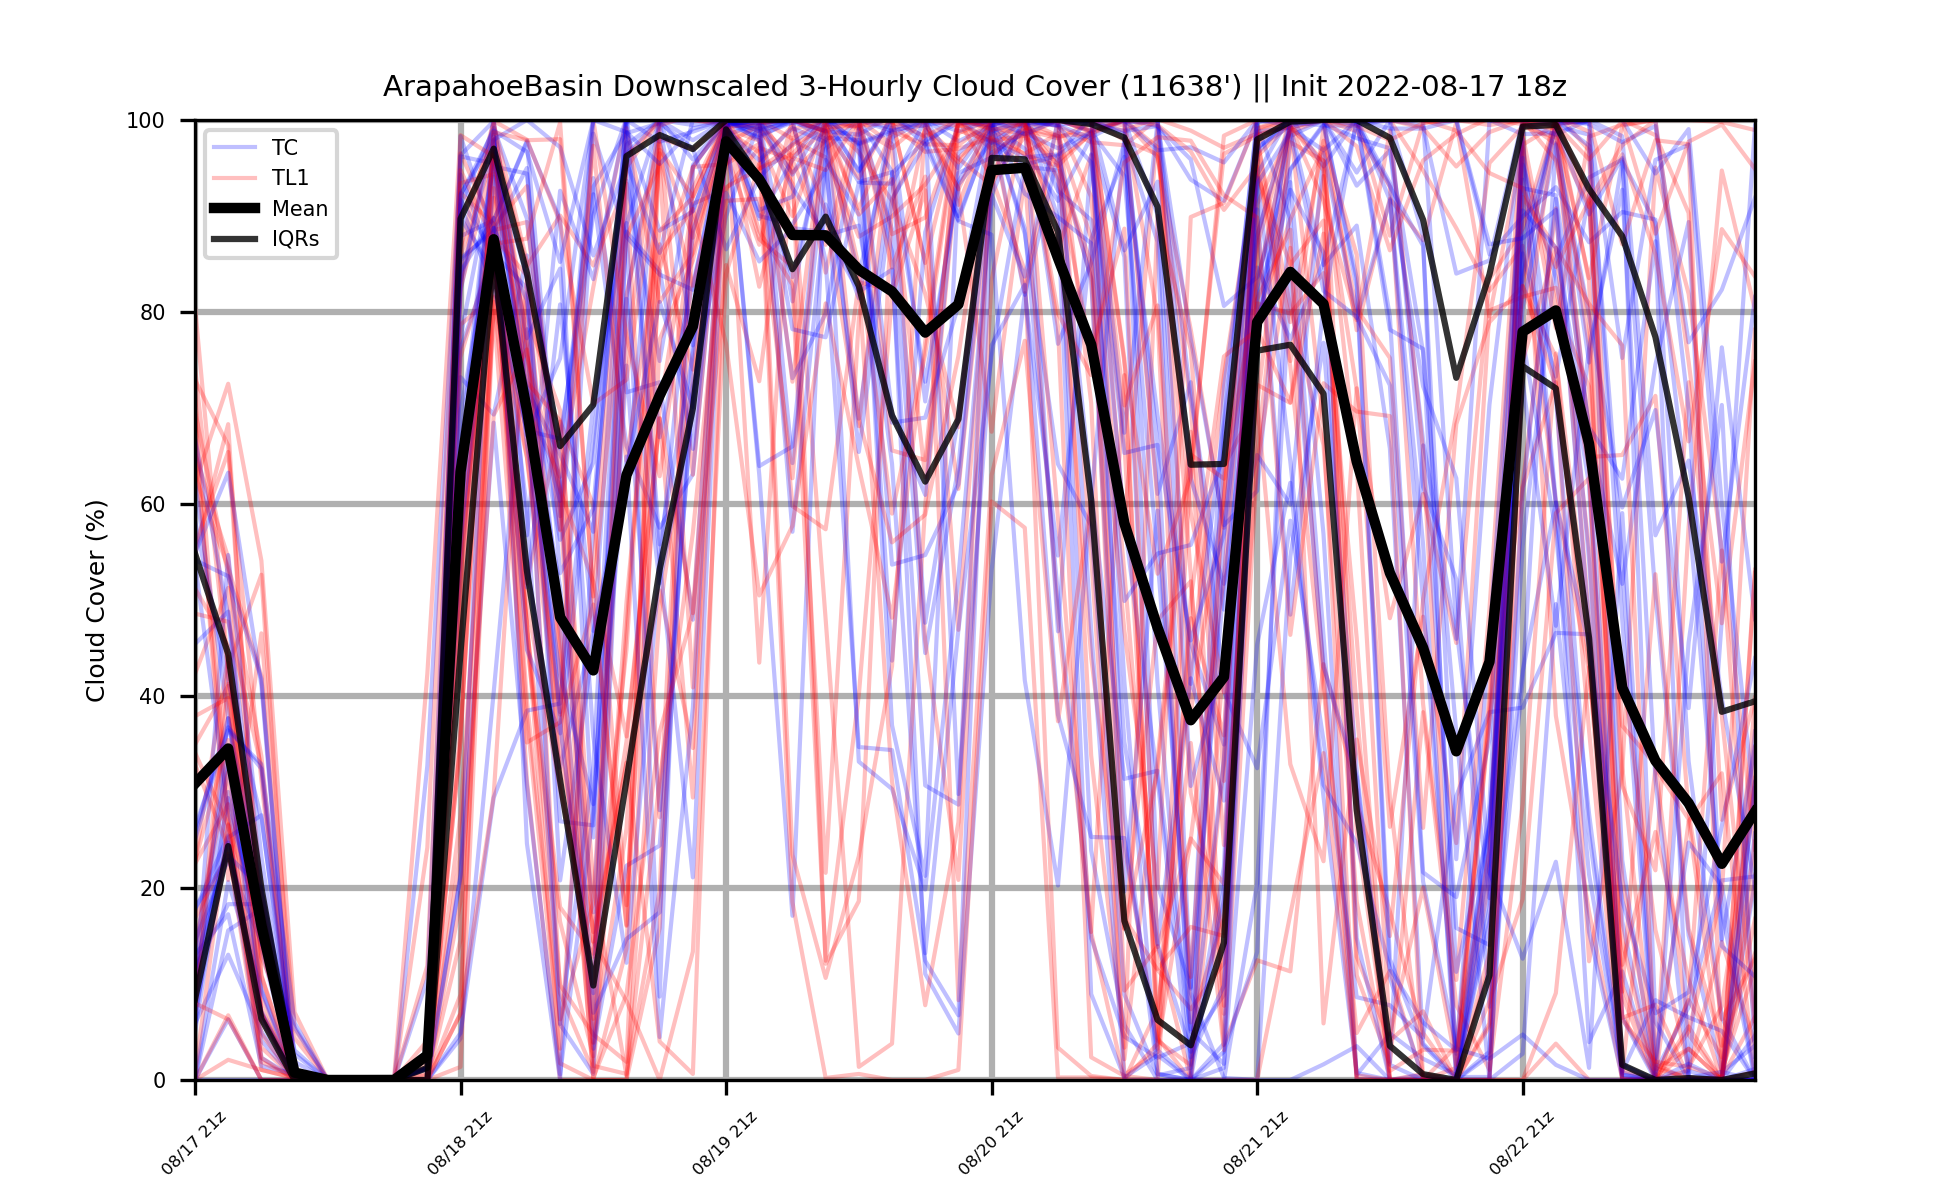 ArapahoeBasin Downscaled 3-Hourly Cloud Cover (11638') || Init 2022-08-17 18z
TC
TL1
Mean
IQRs
Cloud Cover (%)
100
80
60
40
20
0
08/17 21z
08/18 21z
08/19 21z
08/20 21z
08/21 21z
08/22 21z